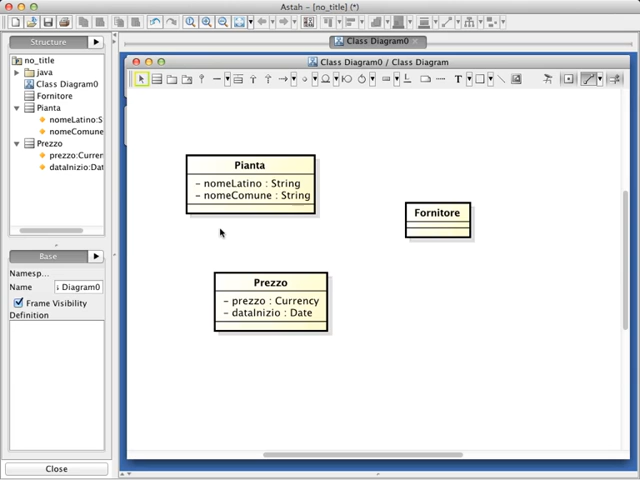 Astah - [no_title] (*)
Structure
Class Diagram0
no_title
java
Class Diagram0
Fornitore
Pianta
nomeLatino:S
nomeComune
Prezzo
prezzo:Curren
dataInizio:Dat
Base
Namesp...
Name
Diagram0
Frame Visibility
Definition
Close
Class Diagram0 / Class Diagram
T
Pianta
- nomeLatino : String
- nomeComune : String
Fornitore
Prezzo
- prezzo : Currency
- dataInizio : Date